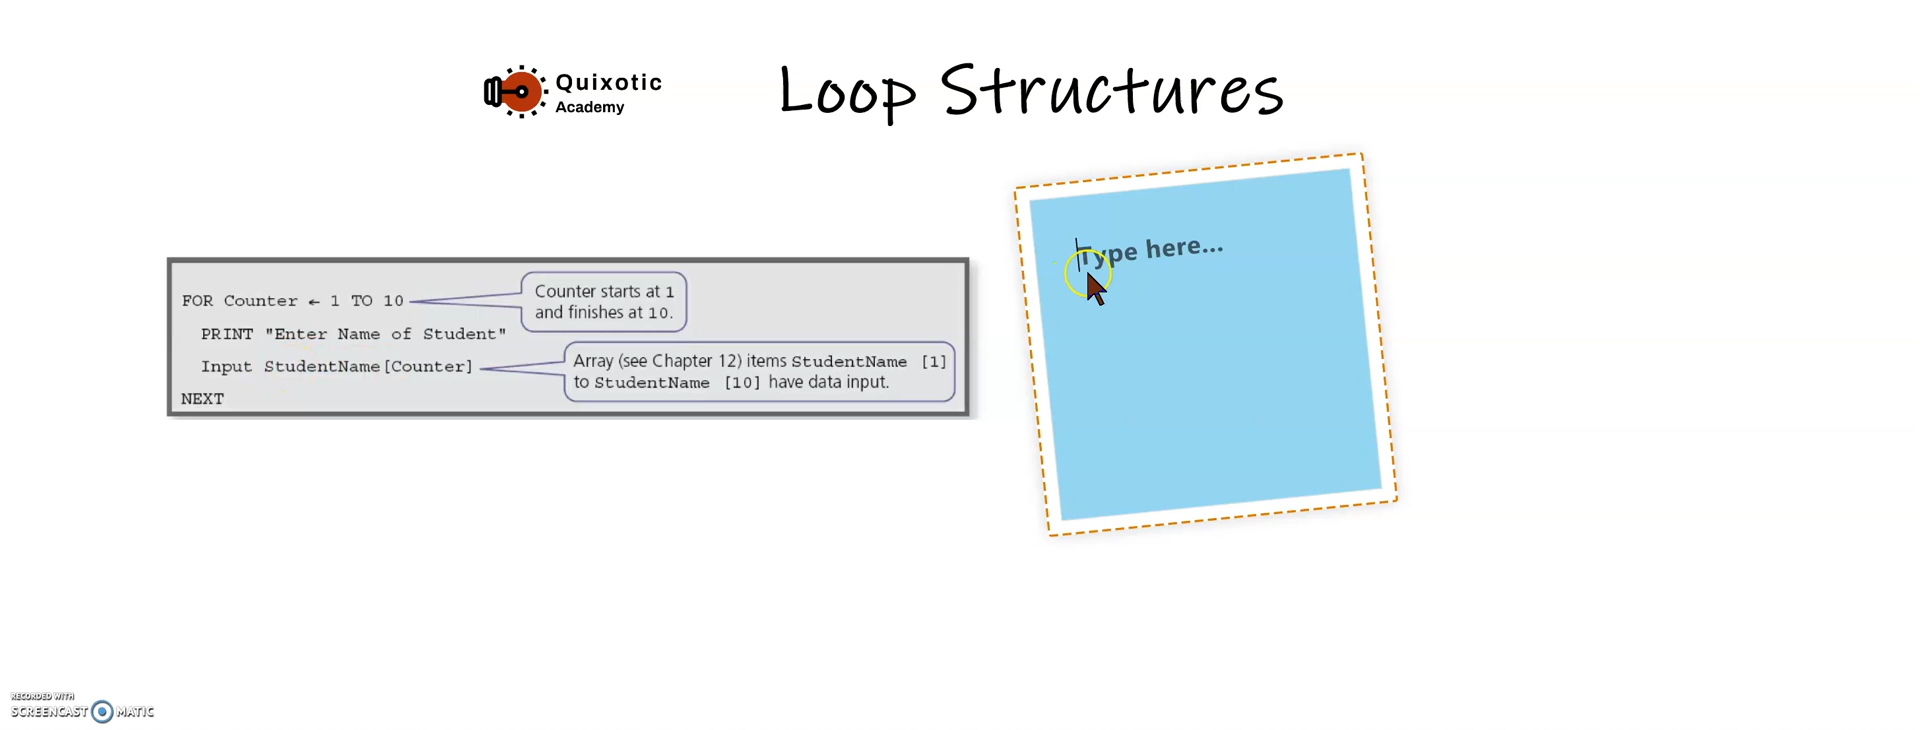 Quixotic
Academy
Loop Structures
Type here...
FOR Counter ← 1 TO 10
Counter starts at 1
and finishes at 10.
PRINT "Enter Name of Student"
Input StudentName[Counter]
Array (see Chapter 12) items StudentName [1]
to StudentName [10] have data input.
NEXT
RECORDED WITH
SCREENCAST MATIC